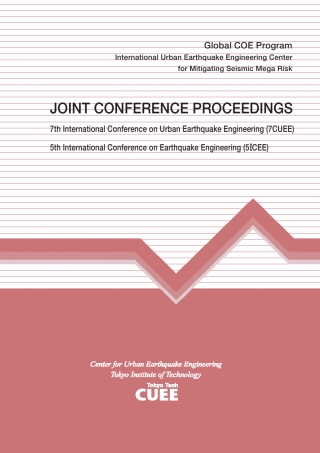 Global COE Program
International Urban Earthquake Engineering Center
for Mitigating Seismic Mega Risk
JOINT CONFERENCE PROCEEDINGS
7th International Conference on Urban Earthquake Engineering (7CUEE)
5th International Conference on Earthquake Engineering (5ICEE)
Center for Urban Earthquake Engineering
Tokyo Institute of Technology
Tokyo Tech
CUEE